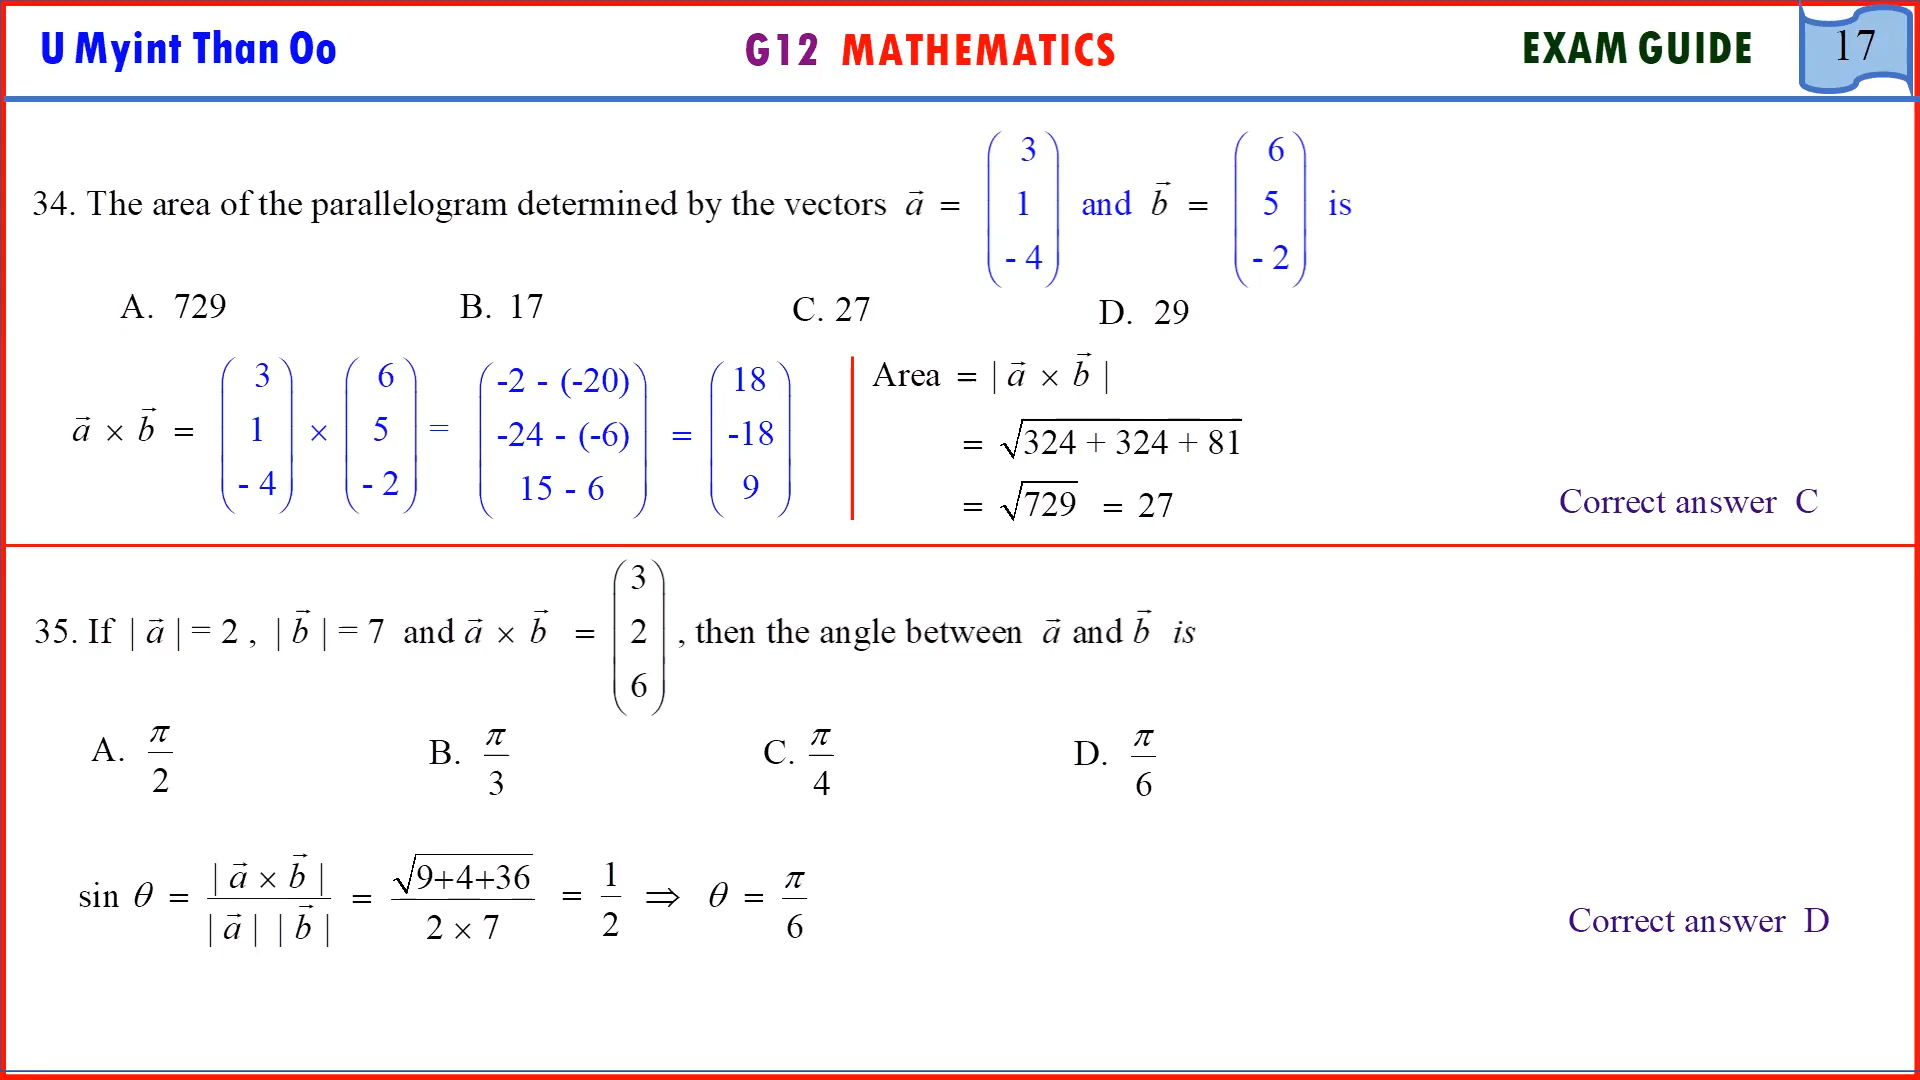 U Myint Than Oo
G12 MATHEMATICS
EXAM GUIDE
17
34. The area of the parallelogram determined by the vectors a⃗ = (3 1 - 4) and b⃗ = (6 5 - 2) is
A. 729 B. 17 C. 27 D. 29
a⃗ × b⃗ = (3 1 - 4) × (6 5 - 2) = (-2 - (-20) -24 - (-6) 15 - 6) = (18 -18 9)
Area = | a⃗ × b⃗ |
= √324 + 324 + 81
= √729 = 27
Correct answer C
35. If | a⃗ | = 2 , | b⃗ | = 7 and a⃗ × b⃗ = (3 2 6) , then the angle between a⃗ and b⃗ is
A. π/2 B. π/3 C. π/4 D. π/6
sin θ = | a⃗ × b⃗ | / | a⃗ | | b⃗ | = √9+4+36 / 2 × 7 = 1/2 ⇒ θ = π/6
Correct answer D